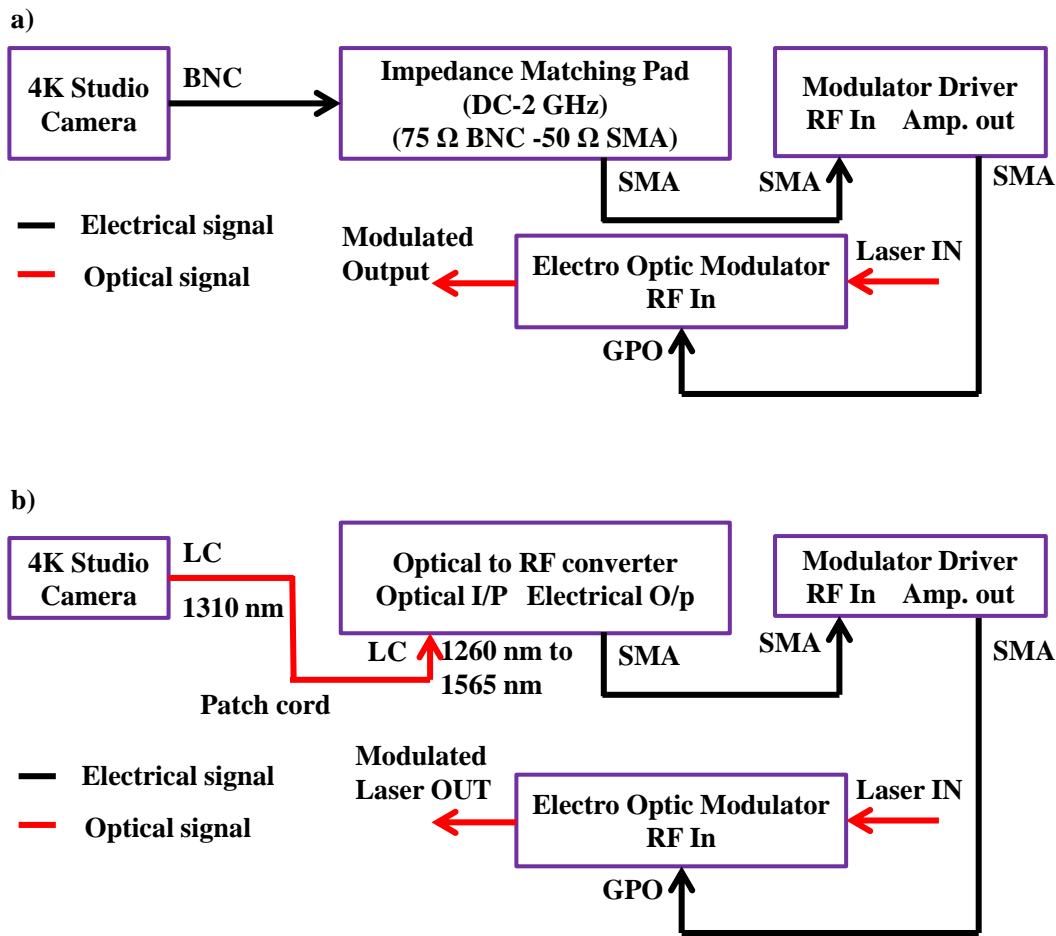 a)
4K Studio
Camera
BNC
Impedance Matching Pad
(DC-2 GHz)
(75 Ω BNC -50 Ω SMA)
Modulator Driver
RF In Amp. out
SMA
SMA
SMA
Electrical signal
Optical signal
Modulated
Output
Electro Optic Modulator
RF In
Laser IN
GPO
b)
4K Studio
Camera
LC
1310 nm
Optical to RF converter
Optical I/P Electrical O/p
Modulator Driver
RF In Amp. out
LC
1260 nm to
1565 nm
SMA
SMA
SMA
Patch cord
Electrical signal
Optical signal
Modulated
Laser OUT
Electro Optic Modulator
RF In
Laser IN
GPO